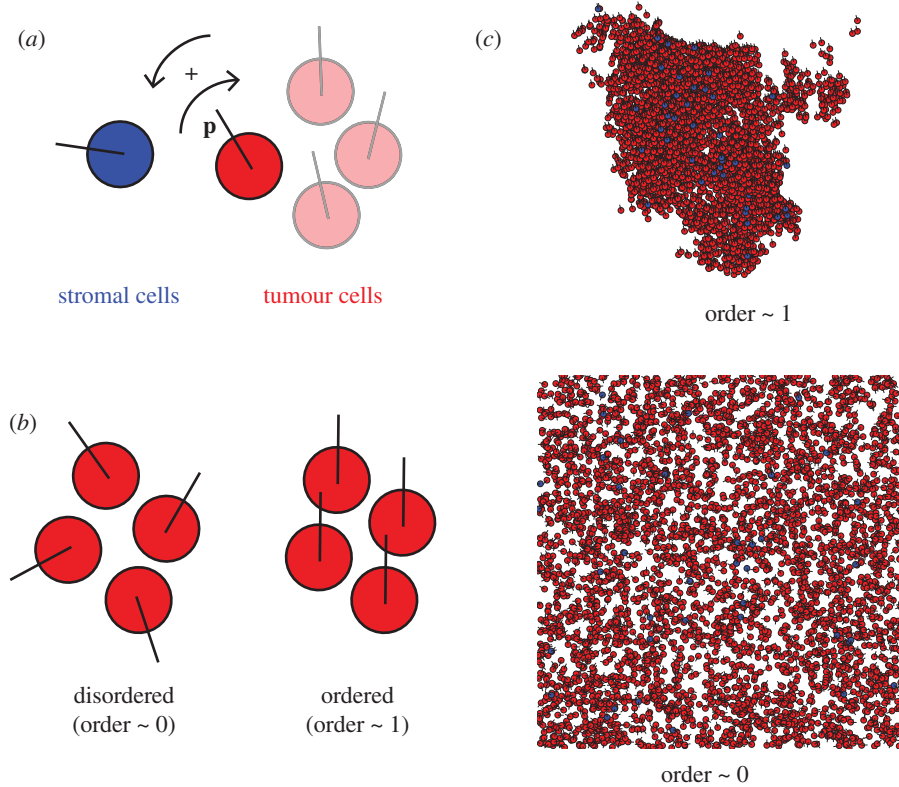 (a)
+
p
stromal cells
tumour cells
(b)
disordered
(order ~ 0)
ordered
(order ~ 1)
(c)
order ~ 1
order ~ 0